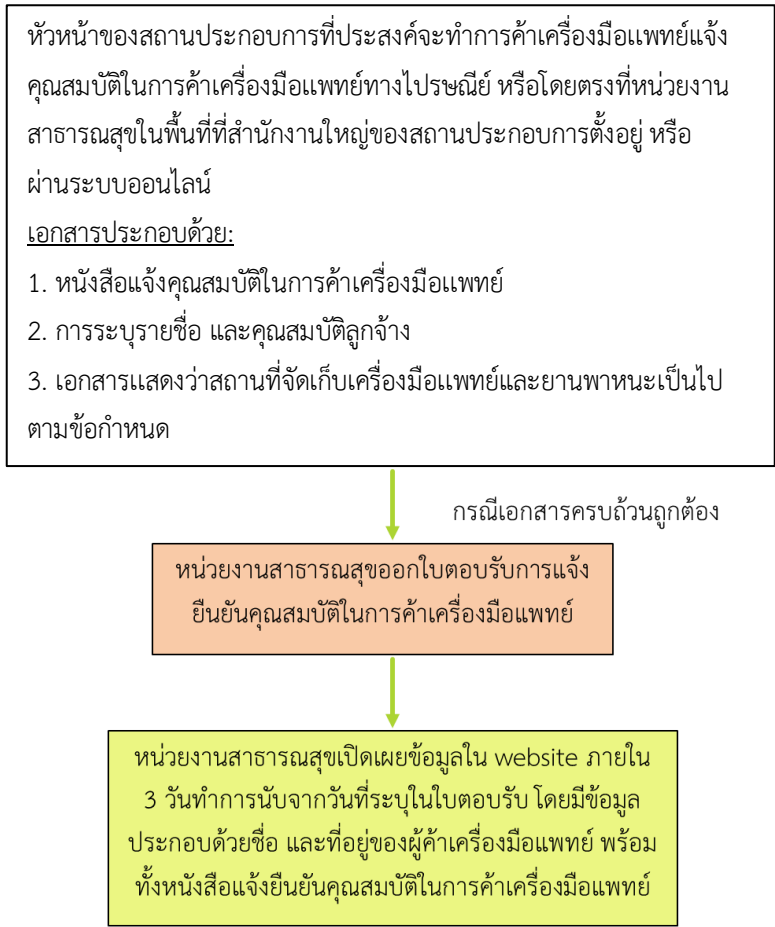 หัวหน้าของสถานประกอบการที่ประสงค์จะทำการค้าเครื่องมือแพทย์แจ้ง
คุณสมบัติในการค้าเครื่องมือแพทย์ทางไปรษณีย์ หรือโดยตรงที่หน่วยงาน
สาธารณสุขในพื้นที่ที่สำนักงานใหญ่ของสถานประกอบการตั้งอยู่ หรือ
ผ่านระบบออนไลน์
เอกสารประกอบด้วย:
1. หนังสือแจ้งคุณสมบัติในการค้าเครื่องมือแพทย์
2. การระบุรายชื่อ และคุณสมบัติลูกจ้าง
3. เอกสารแสดงว่าสถานที่จัดเก็บเครื่องมือแพทย์และยานพาหนะเป็นไป
ตามข้อกำหนด
กรณีเอกสารครบถ้วนถูกต้อง
หน่วยงานสาธารณสุขออกใบตอบรับการแจ้ง
ยืนยันคุณสมบัติในการค้าเครื่องมือแพทย์
หน่วยงานสาธารณสุขเปิดเผยข้อมูลใน website ภายใน
3 วันทำการนับจากวันที่ระบุในใบตอบรับ โดยมีข้อมูล
ประกอบด้วยชื่อ และที่อยู่ของผู้ค้าเครื่องมือแพทย์ พร้อม
ทั้งหนังสือแจ้งยืนยันคุณสมบัติในการค้าเครื่องมือแพทย์